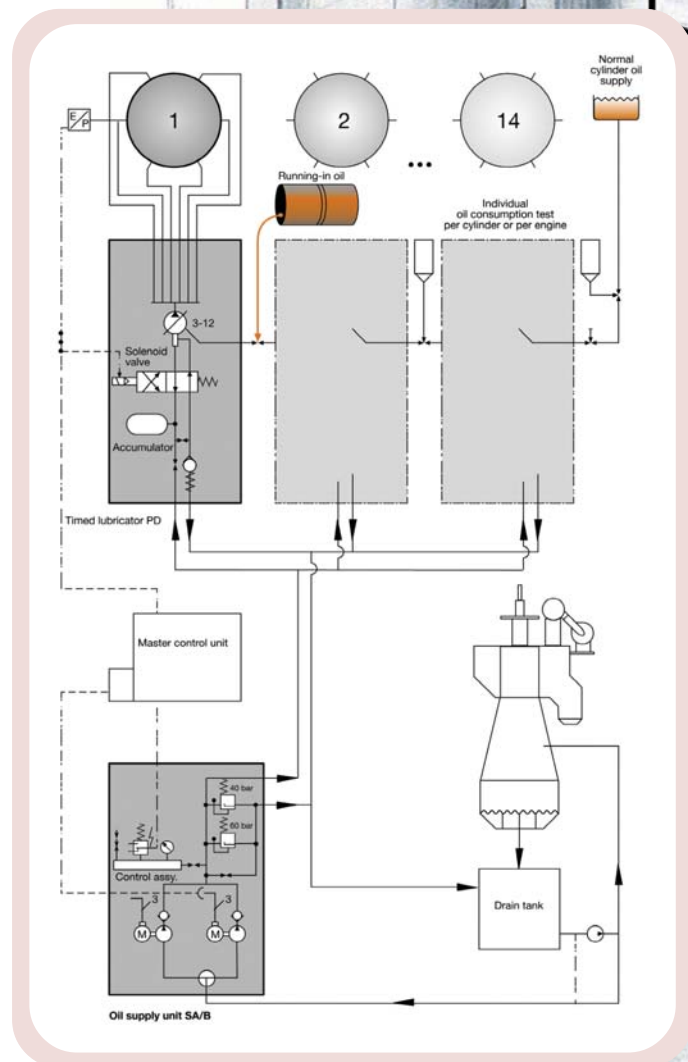 Normal
cylinder oil
supply
E
P
1
2
14
Running-in oil
Individual
oil consumption test
per cylinder or per engine
3-12
Solenoid
valve
Accumulator
Timed lubricator PD
Master control unit
40 bar
60 bar
Control assy.
3
3
M
M
Drain tank
Oil supply unit SA/B